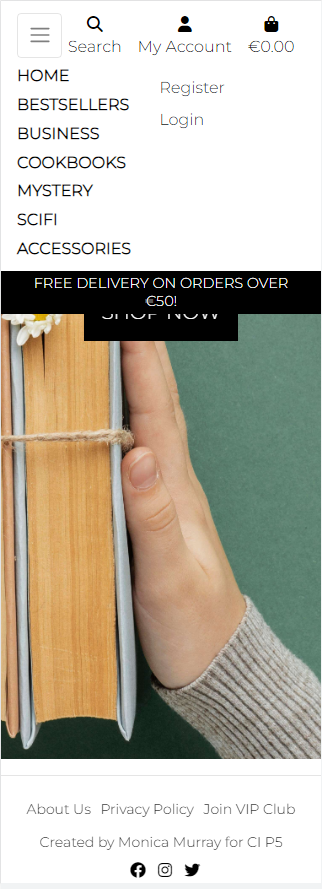 Search My Account €0.00
HOME
BESTSELLERS
BUSINESS
COOKBOOKS
MYSTERY
SCIFI
ACCESSORIES
Register
Login
FREE DELIVERY ON ORDERS OVER
€50!
SHOP NOW
About Us Privacy Policy Join VIP Club
Created by Monica Murray for CI P5